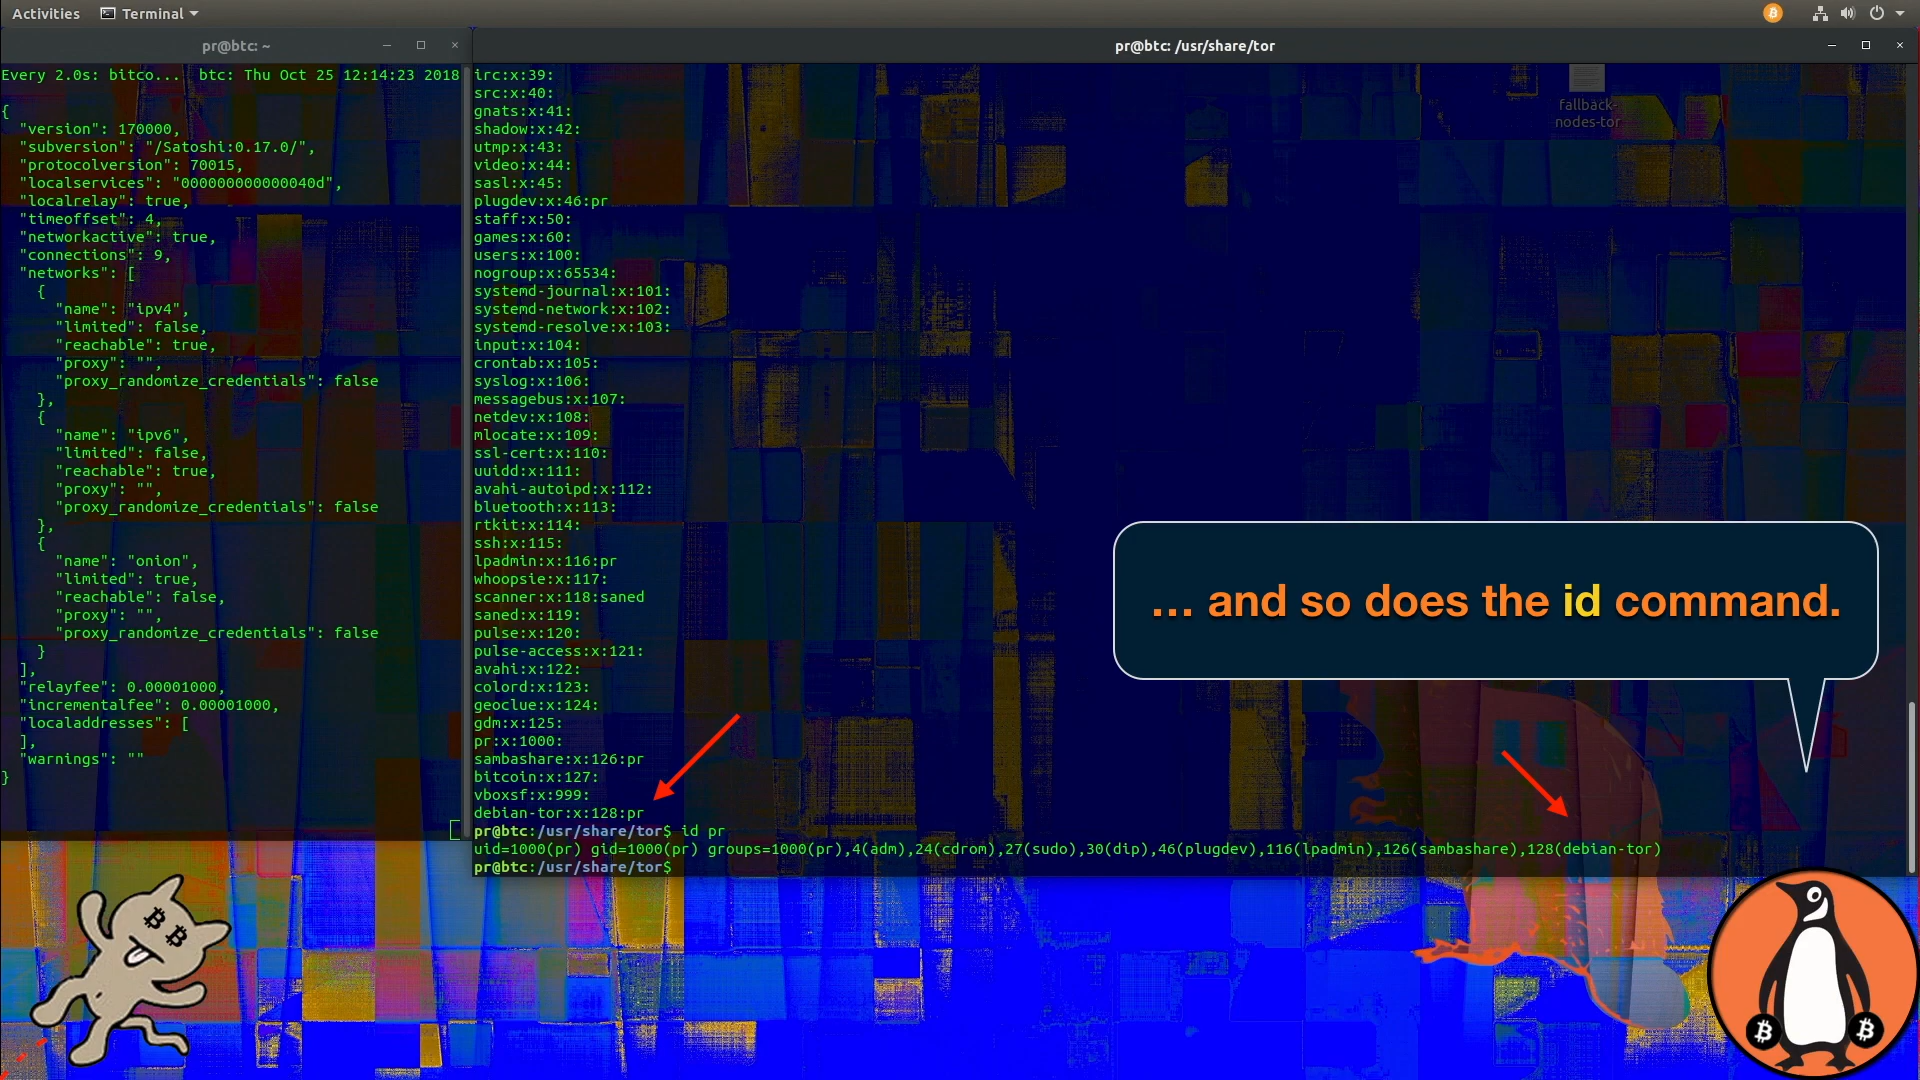 Activities
Terminal
pr@btc: ~
Every 2.0s: bitco...  btc: Thu Oct 25 12:14:23 2018
{
  "version": 170000,
  "subversion": "/Satoshi:0.17.0/",
  "protocolversion": 70015,
  "localservices": "000000000000040d",
  "localrelay": true,
  "timeoffset": 4,
  "networkactive": true,
  "connections": 9,
  "networks": [
    {
      "name": "ipv4",
      "limited": false,
      "reachable": true,
      "proxy": "",
      "proxy_randomize_credentials": false
    },
    {
      "name": "ipv6",
      "limited": false,
      "reachable": true,
      "proxy": "",
      "proxy_randomize_credentials": false
    },
    {
      "name": "onion",
      "limited": true,
      "reachable": false,
      "proxy": "",
      "proxy_randomize_credentials": false
    }
  ],
  "relayfee": 0.00001000,
  "incrementalfee": 0.00001000,
  "localaddresses": [
  ],
  "warnings": ""
}
pr@btc: /usr/share/tor
irc:x:39:
src:x:40:
gnats:x:41:
shadow:x:42:
utmp:x:43:
video:x:44:
sasl:x:45:
plugdev:x:46:pr
staff:x:50:
games:x:60:
users:x:100:
nogroup:x:65534:
systemd-journal:x:101:
systemd-network:x:102:
systemd-resolve:x:103:
input:x:104:
crontab:x:105:
syslog:x:106:
messagebus:x:107:
netdev:x:108:
mlocate:x:109:
ssl-cert:x:110:
uuidd:x:111:
avahi-autoipd:x:112:
bluetooth:x:113:
rtkit:x:114:
ssh:x:115:
lpadmin:x:116:pr
whoopsie:x:117:
scanner:x:118:saned
saned:x:119:
pulse:x:120:
pulse-access:x:121:
avahi:x:122:
colord:x:123:
geoclue:x:124:
gdm:x:125:
pr:x:1000:
sambashare:x:126:pr
bitcoin:x:127:
vboxsf:x:999:
debian-tor:x:128:pr
pr@btc:/usr/share/tor$ id pr
uid=1000(pr) gid=1000(pr) groups=1000(pr),4(adm),24(cdrom),27(sudo),30(dip),46(plugdev),116(lpadmin),126(sambashare),128(debian-tor)
pr@btc:/usr/share/tor$
fallback-
nodes-tor
... and so does the id command.